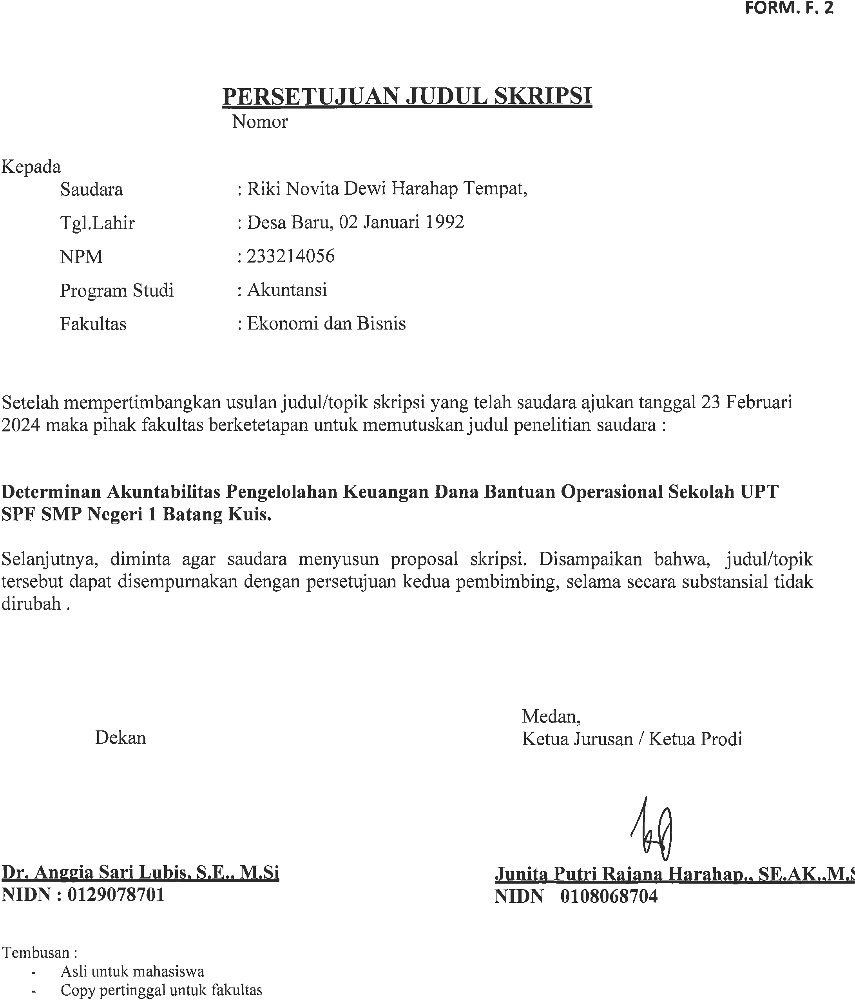 FORM. F. 2
PERSETUJUAN JUDUL SKRIPSI
Nomor
Kepada
Saudara : Riki Novita Dewi Harahap Tempat,
Tgl.Lahir : Desa Baru, 02 Januari 1992
NPM : 233214056
Program Studi : Akuntansi
Fakultas : Ekonomi dan Bisnis
Setelah mempertimbangkan usulan judul/topik skripsi yang telah saudara ajukan tanggal 23 Februari
2024 maka pihak fakultas berketetapan untuk memutuskan judul penelitian saudara :
Determinan Akuntabilitas Pengelolahan Keuangan Dana Bantuan Operasional Sekolah UPT
SPF SMP Negeri 1 Batang Kuis.
Selanjutnya, diminta agar saudara menyusun proposal skripsi. Disampaikan bahwa, judul/topik
tersebut dapat disempurnakan dengan persetujuan kedua pembimbing, selama secara substansial tidak
dirubah .
Medan,
Dekan
Ketua Jurusan / Ketua Prodi
Dr. Anggia Sari Lubis, S.E., M.Si
NIDN : 0129078701
Junita Putri Rajana Harahap., SE.AK.,M.S
NIDN 0108068704
Tembusan :
- Asli untuk mahasiswa
- Copy pertinggal untuk fakultas